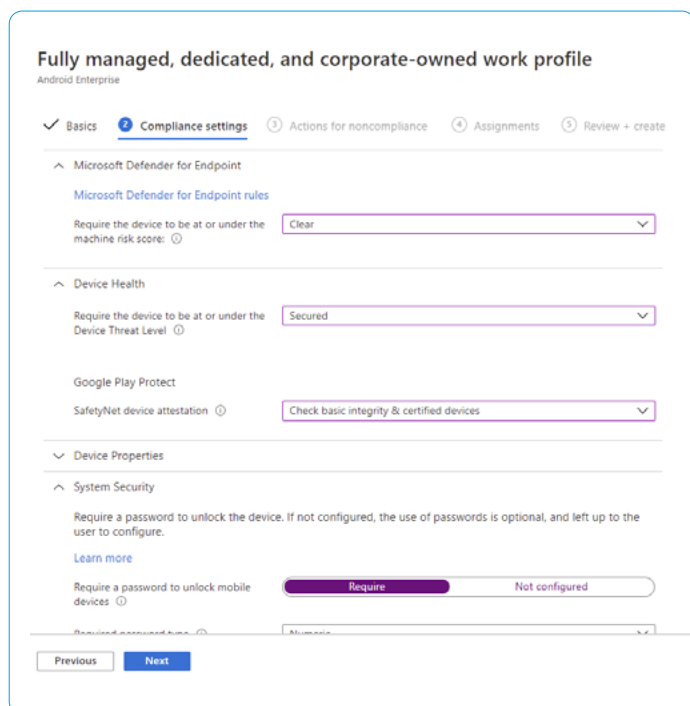 Fully managed, dedicated, and corporate-owned work profile
Android Enterprise
Basics 2 Compliance settings 3 Actions for noncompliance 4 Assignments 5 Review + create
Microsoft Defender for Endpoint
Microsoft Defender for Endpoint rules
Require the device to be at or under the
machine risk score:
Clear
Device Health
Require the device to be at or under the
Device Threat Level
Secured
Google Play Protect
SafetyNet device attestation
Check basic integrity & certified devices
Device Properties
System Security
Require a password to unlock the device. If not configured, the use of passwords is optional, and left up to the
user to configure.
Learn more
Require a password to unlock mobile
devices
Require Not configured
Required password type Numeric
Previous Next